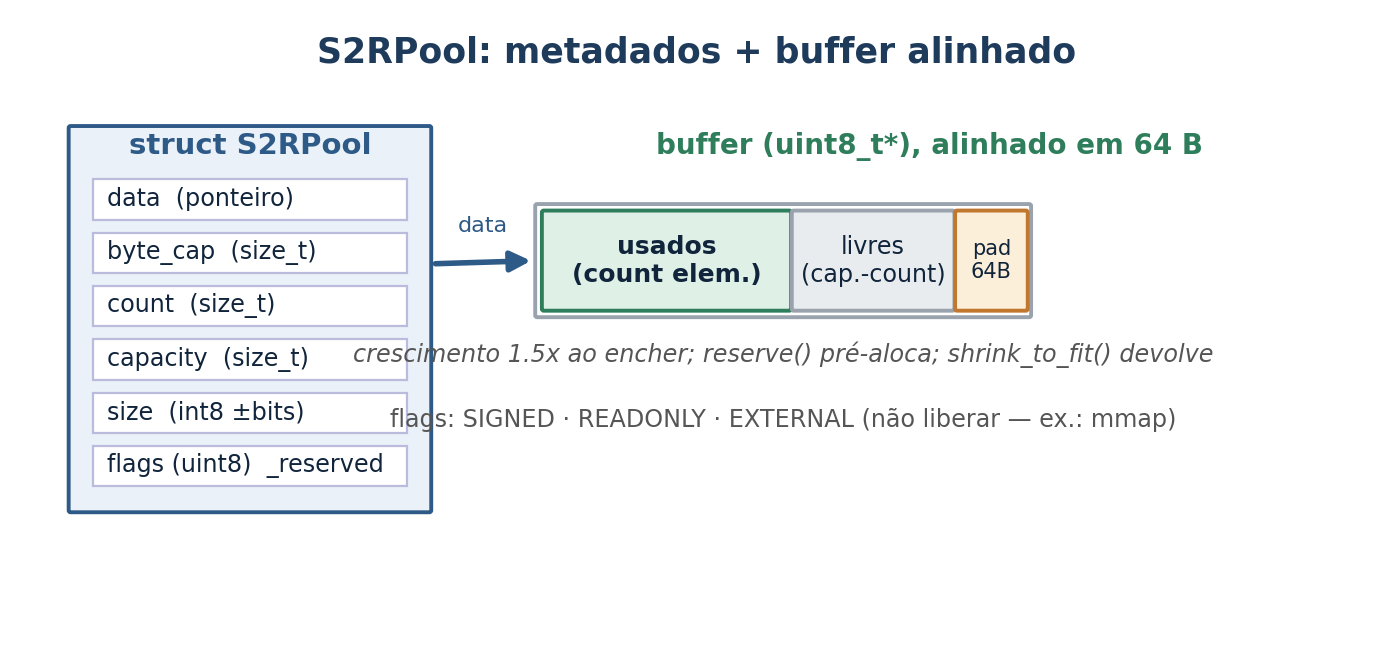 S2RPool: metadados + buffer alinhado
struct S2RPool
data  (ponteiro)
byte_cap  (size_t)
count  (size_t)
capacity  (size_t)
size  (int8 ±bits)
flags (uint8)  _reserved
data
buffer (uint8_t*), alinhado em 64 B
usados
(count elem.)
livres
(cap.-count)
pad
64B
crescimento 1.5x ao encher; reserve() pré-aloca; shrink_to_fit() devolve
flags: SIGNED · READONLY · EXTERNAL (não liberar — ex.: mmap)